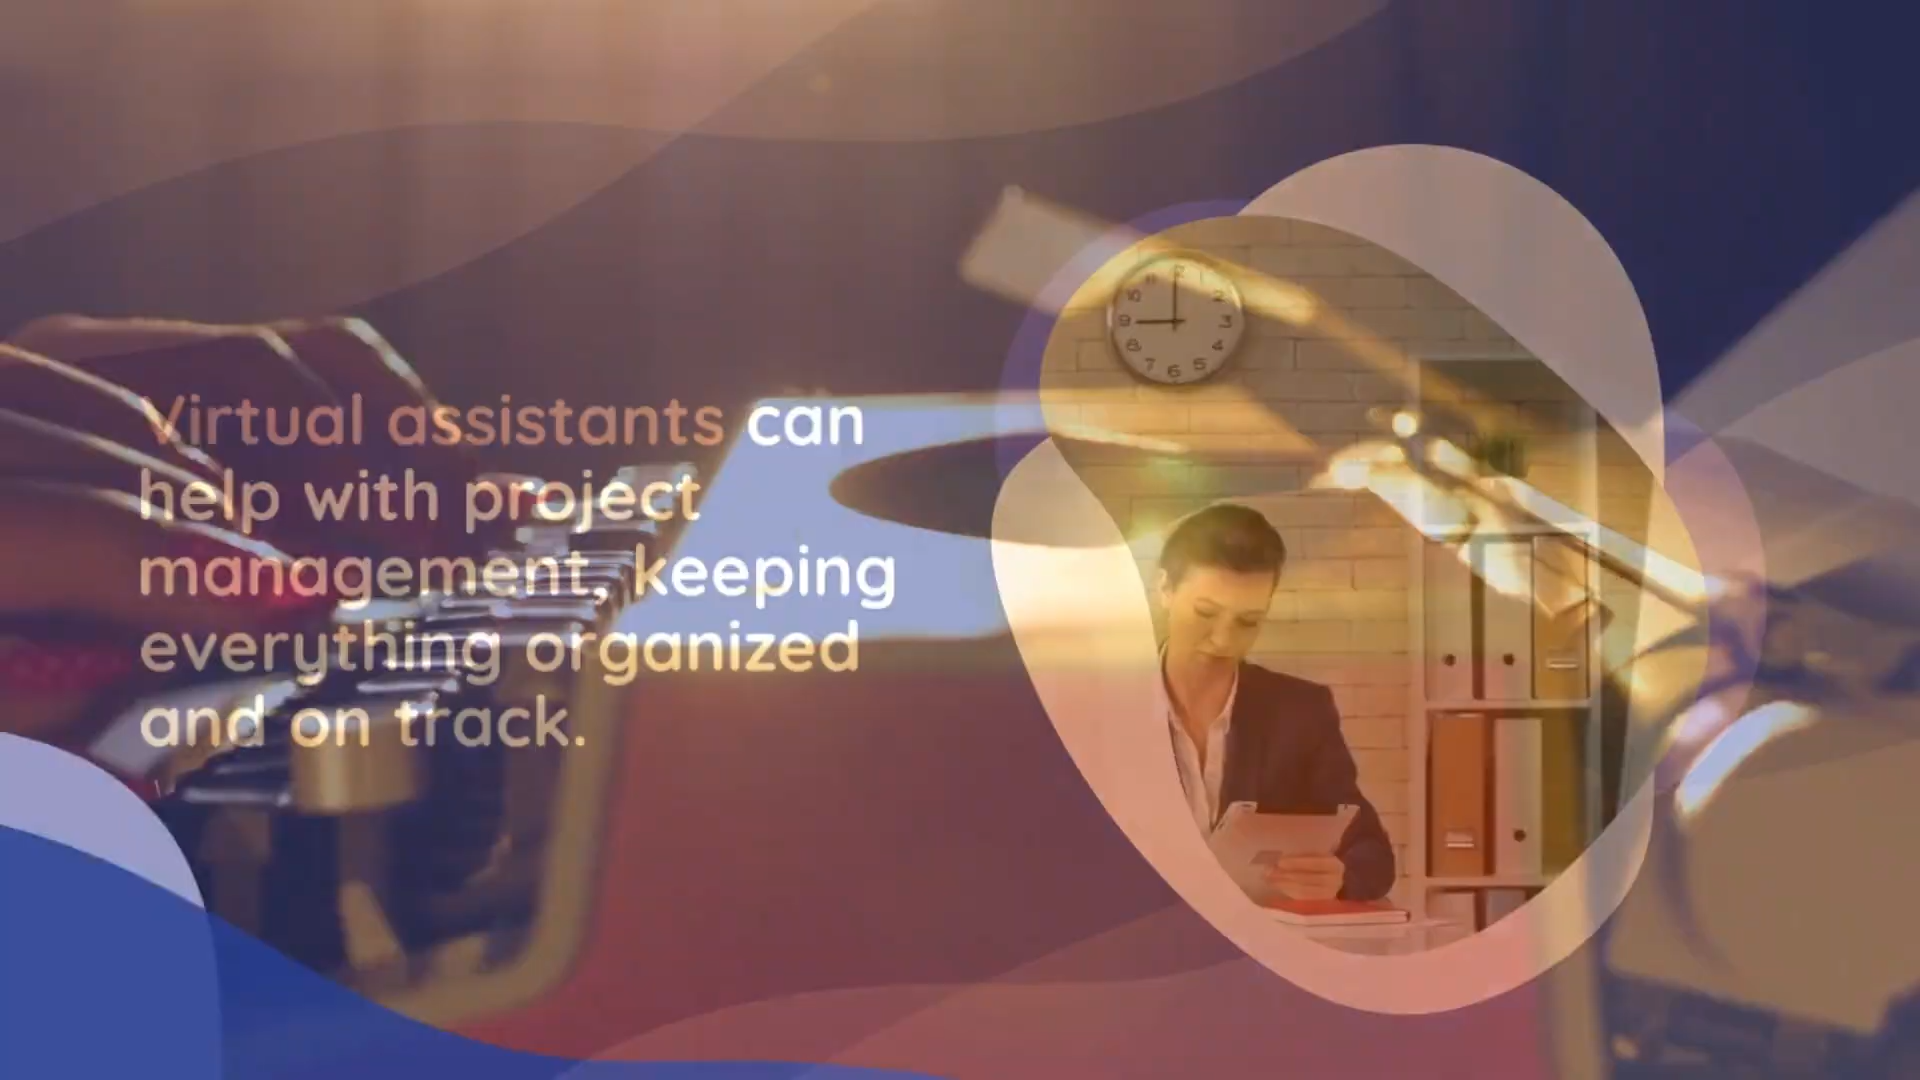 Virtual assistants can
help with project
management, keeping
everything organized
and on track.